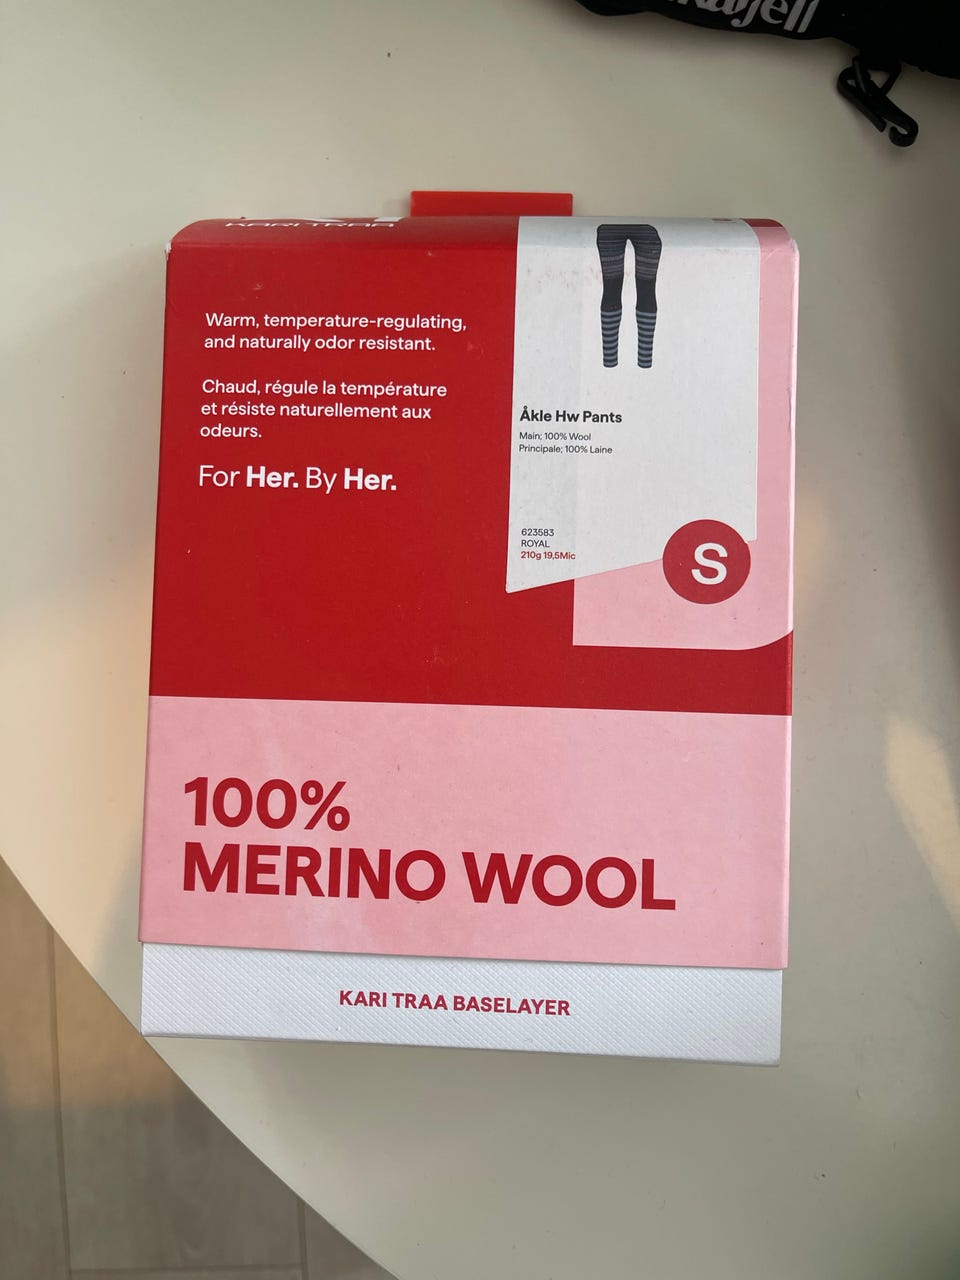 KARI TRAA
Warm, temperature-regulating,
and naturally odor resistant.
Chaud, régule la température
et résiste naturellement aux
odeurs.
For Her. By Her.
Åkle Hw Pants
Main; 100% Wool
Principale; 100% Laine
623583
ROYAL
210g 19,5Mic
S
100%
MERINO WOOL
KARI TRAA BASELAYER